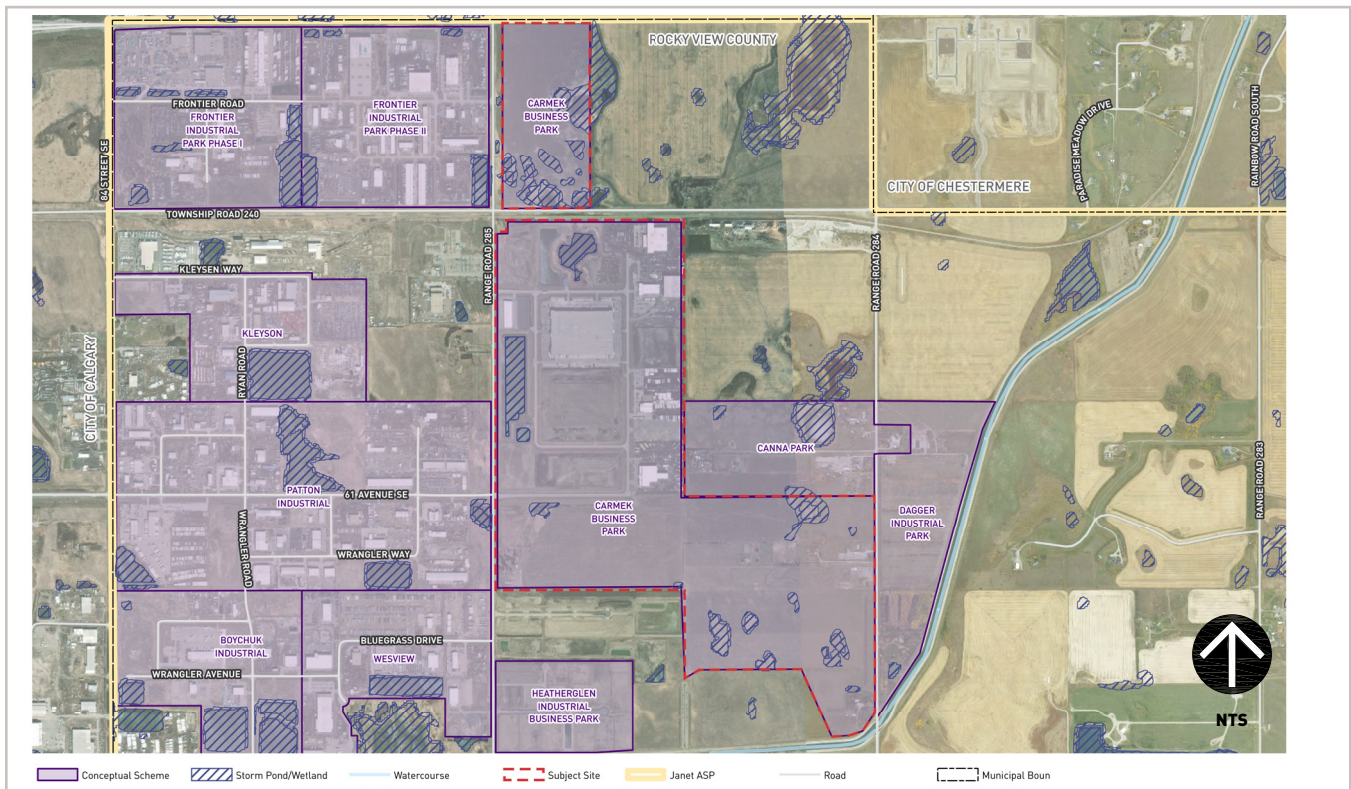 ROCKY VIEW COUNTY
FRONTIER ROAD
FRONTIER
INDUSTRIAL
PARK PHASE I
FRONTIER
INDUSTRIAL
PARK PHASE II
CARMEK
BUSINESS
PARK
84 STREET SE
PARADISE MEADOW DRIVE
RAINBOW ROAD SOUTH
CITY OF CHESTERMERE
TOWNSHIP ROAD 240
RANGE ROAD 285
RANGE ROAD 284
KLEYSEN WAY
KLEYSON
RYAN ROAD
CITY OF CALGARY
CANNA PARK
RANGE ROAD 283
PATTON
INDUSTRIAL
61 AVENUE SE
CARMEK
BUSINESS
PARK
DAGGER
INDUSTRIAL
PARK
WRANGLER ROAD
WRANGLER WAY
BOYCHUK
INDUSTRIAL
BLUEGRASS DRIVE
WESVIEW
WRANGLER AVENUE
HEATHERGLEN
INDUSTRIAL
BUSINESS PARK
NTS
Conceptual Scheme
Storm Pond/Wetland
Watercourse
Subject Site
Janet ASP
Road
Municipal Boun